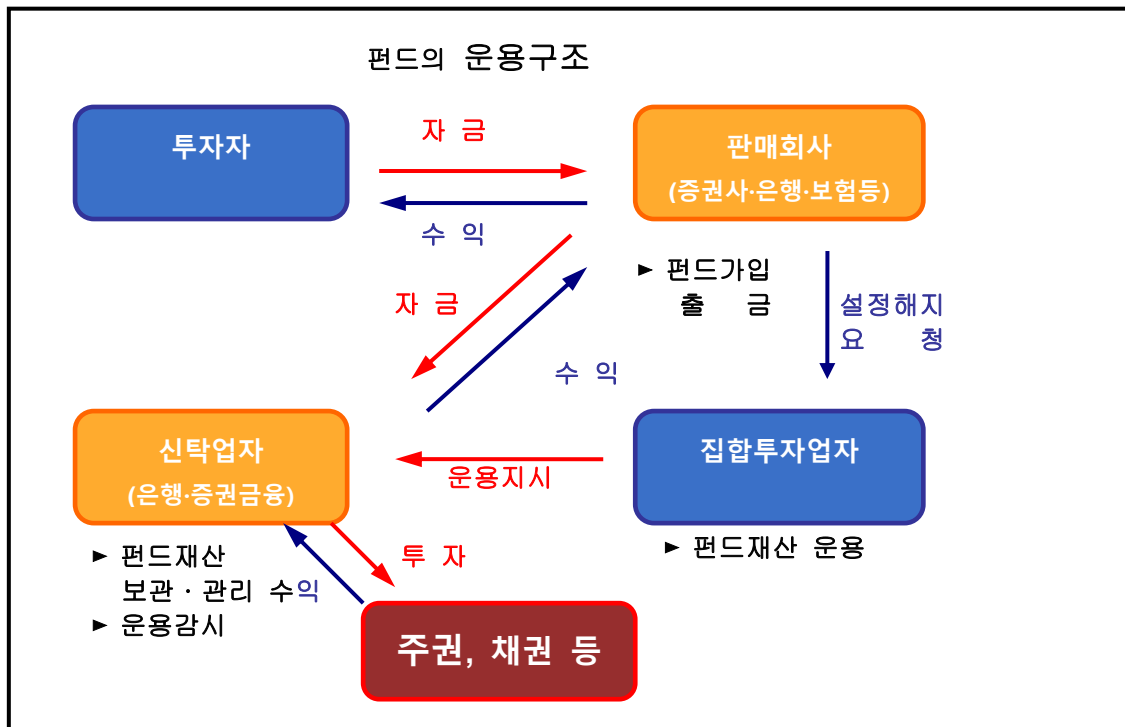 펀드의 운용구조
투자자
자 금
판매회사
(증권사·은행·보험등)
수 익
► 펀드가입
출 금
자 금
설정해지
요 청
수 익
신탁업자
(은행·증권금융)
운용지시
집합투자업자
► 펀드재산
보관 · 관리 수익
► 운용감시
투 자
► 펀드재산 운용
주권, 채권 등